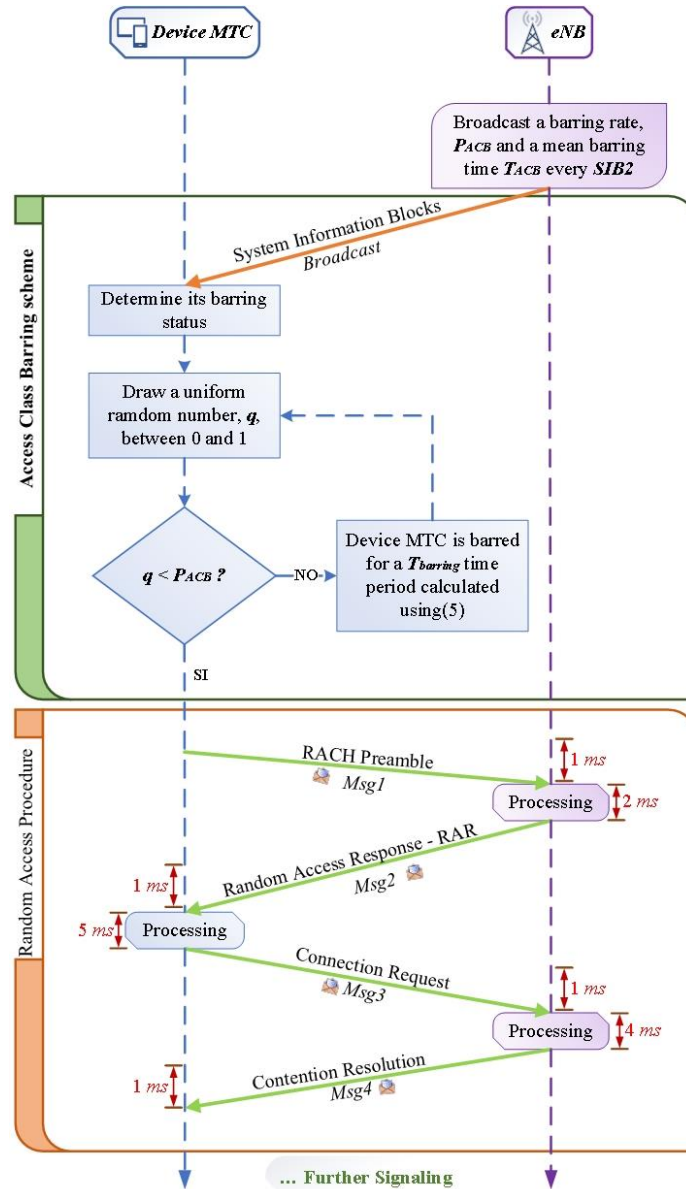 Device MTC
eNB
Broadcast a barring rate,
PACB and a mean barring
time TACB every SIB2
Access Class Barring scheme
System Information Blocks
Broadcast
Determine its barring
status
Draw a uniform
ramdom number, q,
between 0 and 1
q < PACB ?
NO
Device MTC is barred
for a Tbarring time
period calculated
using(5)
SI
Random Access Procedure
RACH Preamble
Msg1
1 ms
Processing
2 ms
Random Access Response - RAR
Msg2
1 ms
5 ms
Processing
Connection Request
Msg3
1 ms
Processing
4 ms
Contention Resolution
Msg4
1 ms
... Further Signaling